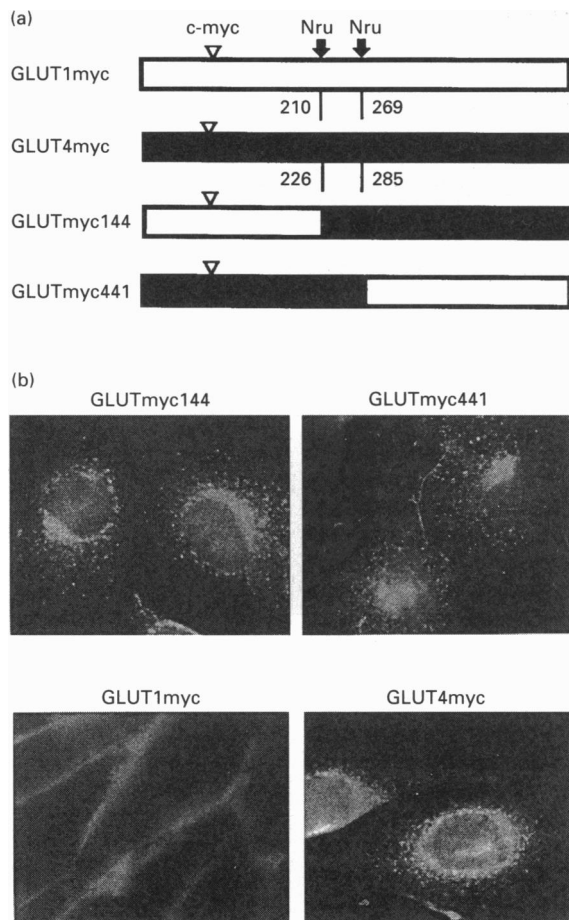 (a)
c-myc Nru Nru
GLUT1myc
210 269
GLUT4myc
226 285
GLUTmyc144
GLUTmyc441
(b)
GLUTmyc144 GLUTmyc441
GLUT1myc GLUT4myc